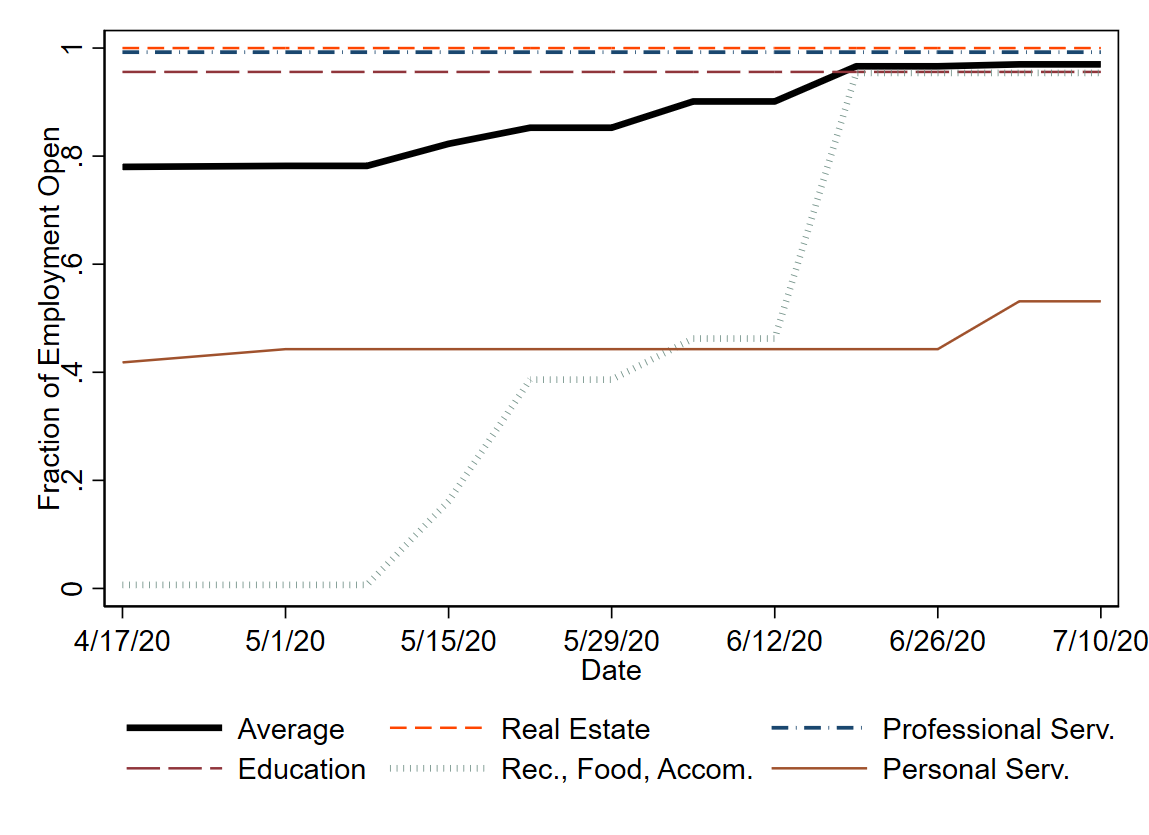 Fraction of Employment Open
1
.8
.6
.4
.2
0
4/17/20 5/1/20 5/15/20 5/29/20 6/12/20 6/26/20 7/10/20
Date
Average Real Estate Professional Serv.
Education Rec., Food, Accom. Personal Serv.